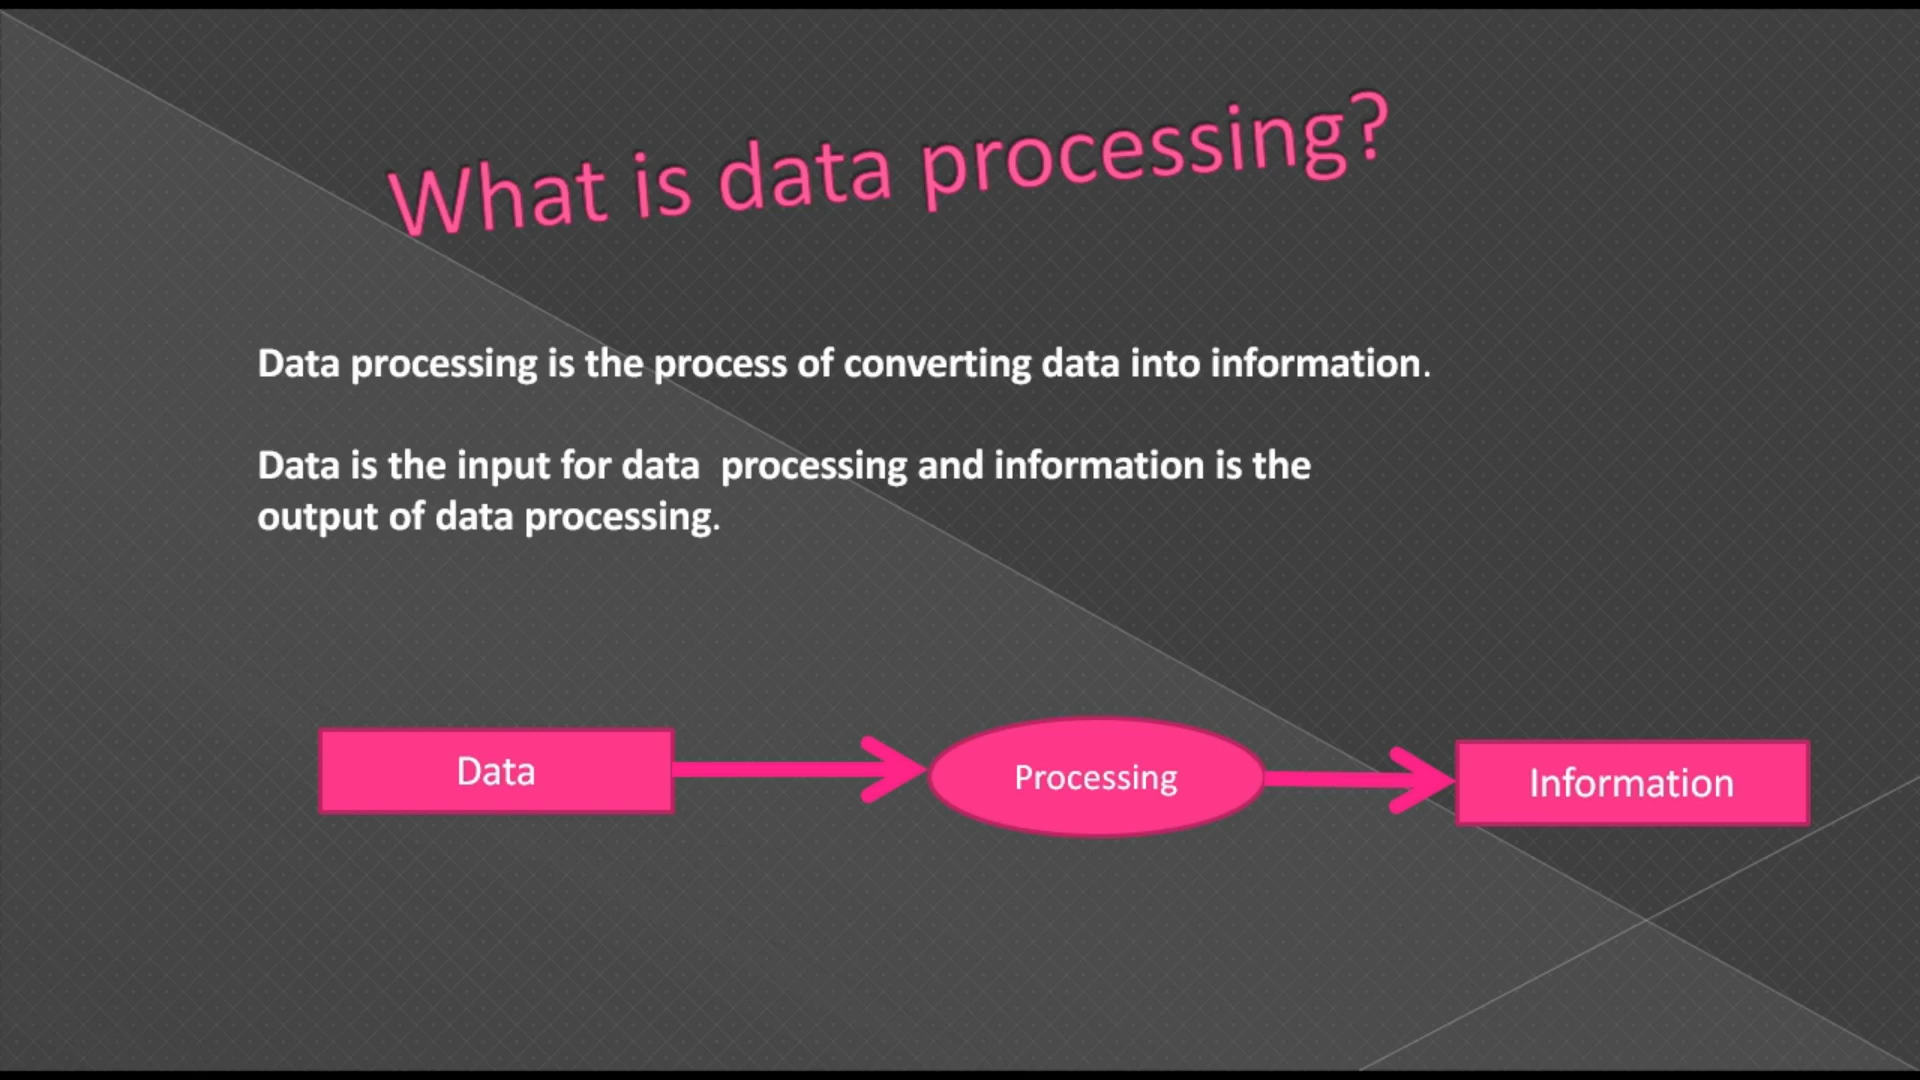 What is data processing?
Data processing is the process of converting data into information.
Data is the input for data  processing and information is the
output of data processing.
Data
Processing
Information